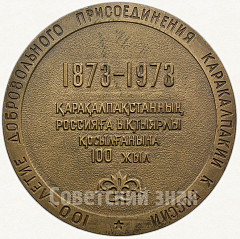 100 ЛЕТИЕ ДОБРОВОЛЬНОГО ПРИСОЕДИНЕНИЯ КАРАКАЛПАКИИ К РОССИИ
1873-1973
ҚАРАҚАЛПАҚСТАННЫҢ
РОССИЯҒА ЫҚТЫЯРЛЫ
ҚОСЫЛҒАНЫНА
100 ЖЫЛ
Советский знак